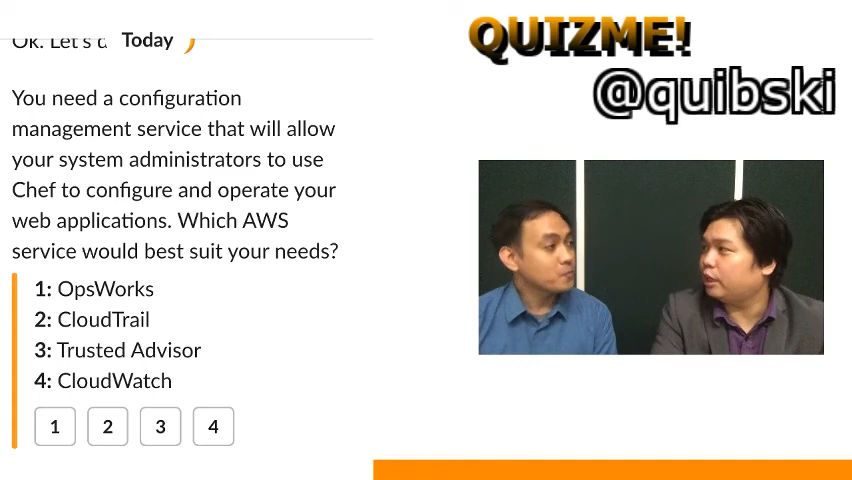 Ok. Let's
Today
You need a configuration
management service that will allow
your system administrators to use
Chef to configure and operate your
web applications. Which AWS
service would best suit your needs?
1: OpsWorks
2: CloudTrail
3: Trusted Advisor
4: CloudWatch
1 2 3 4
QUIZME!
@quibski